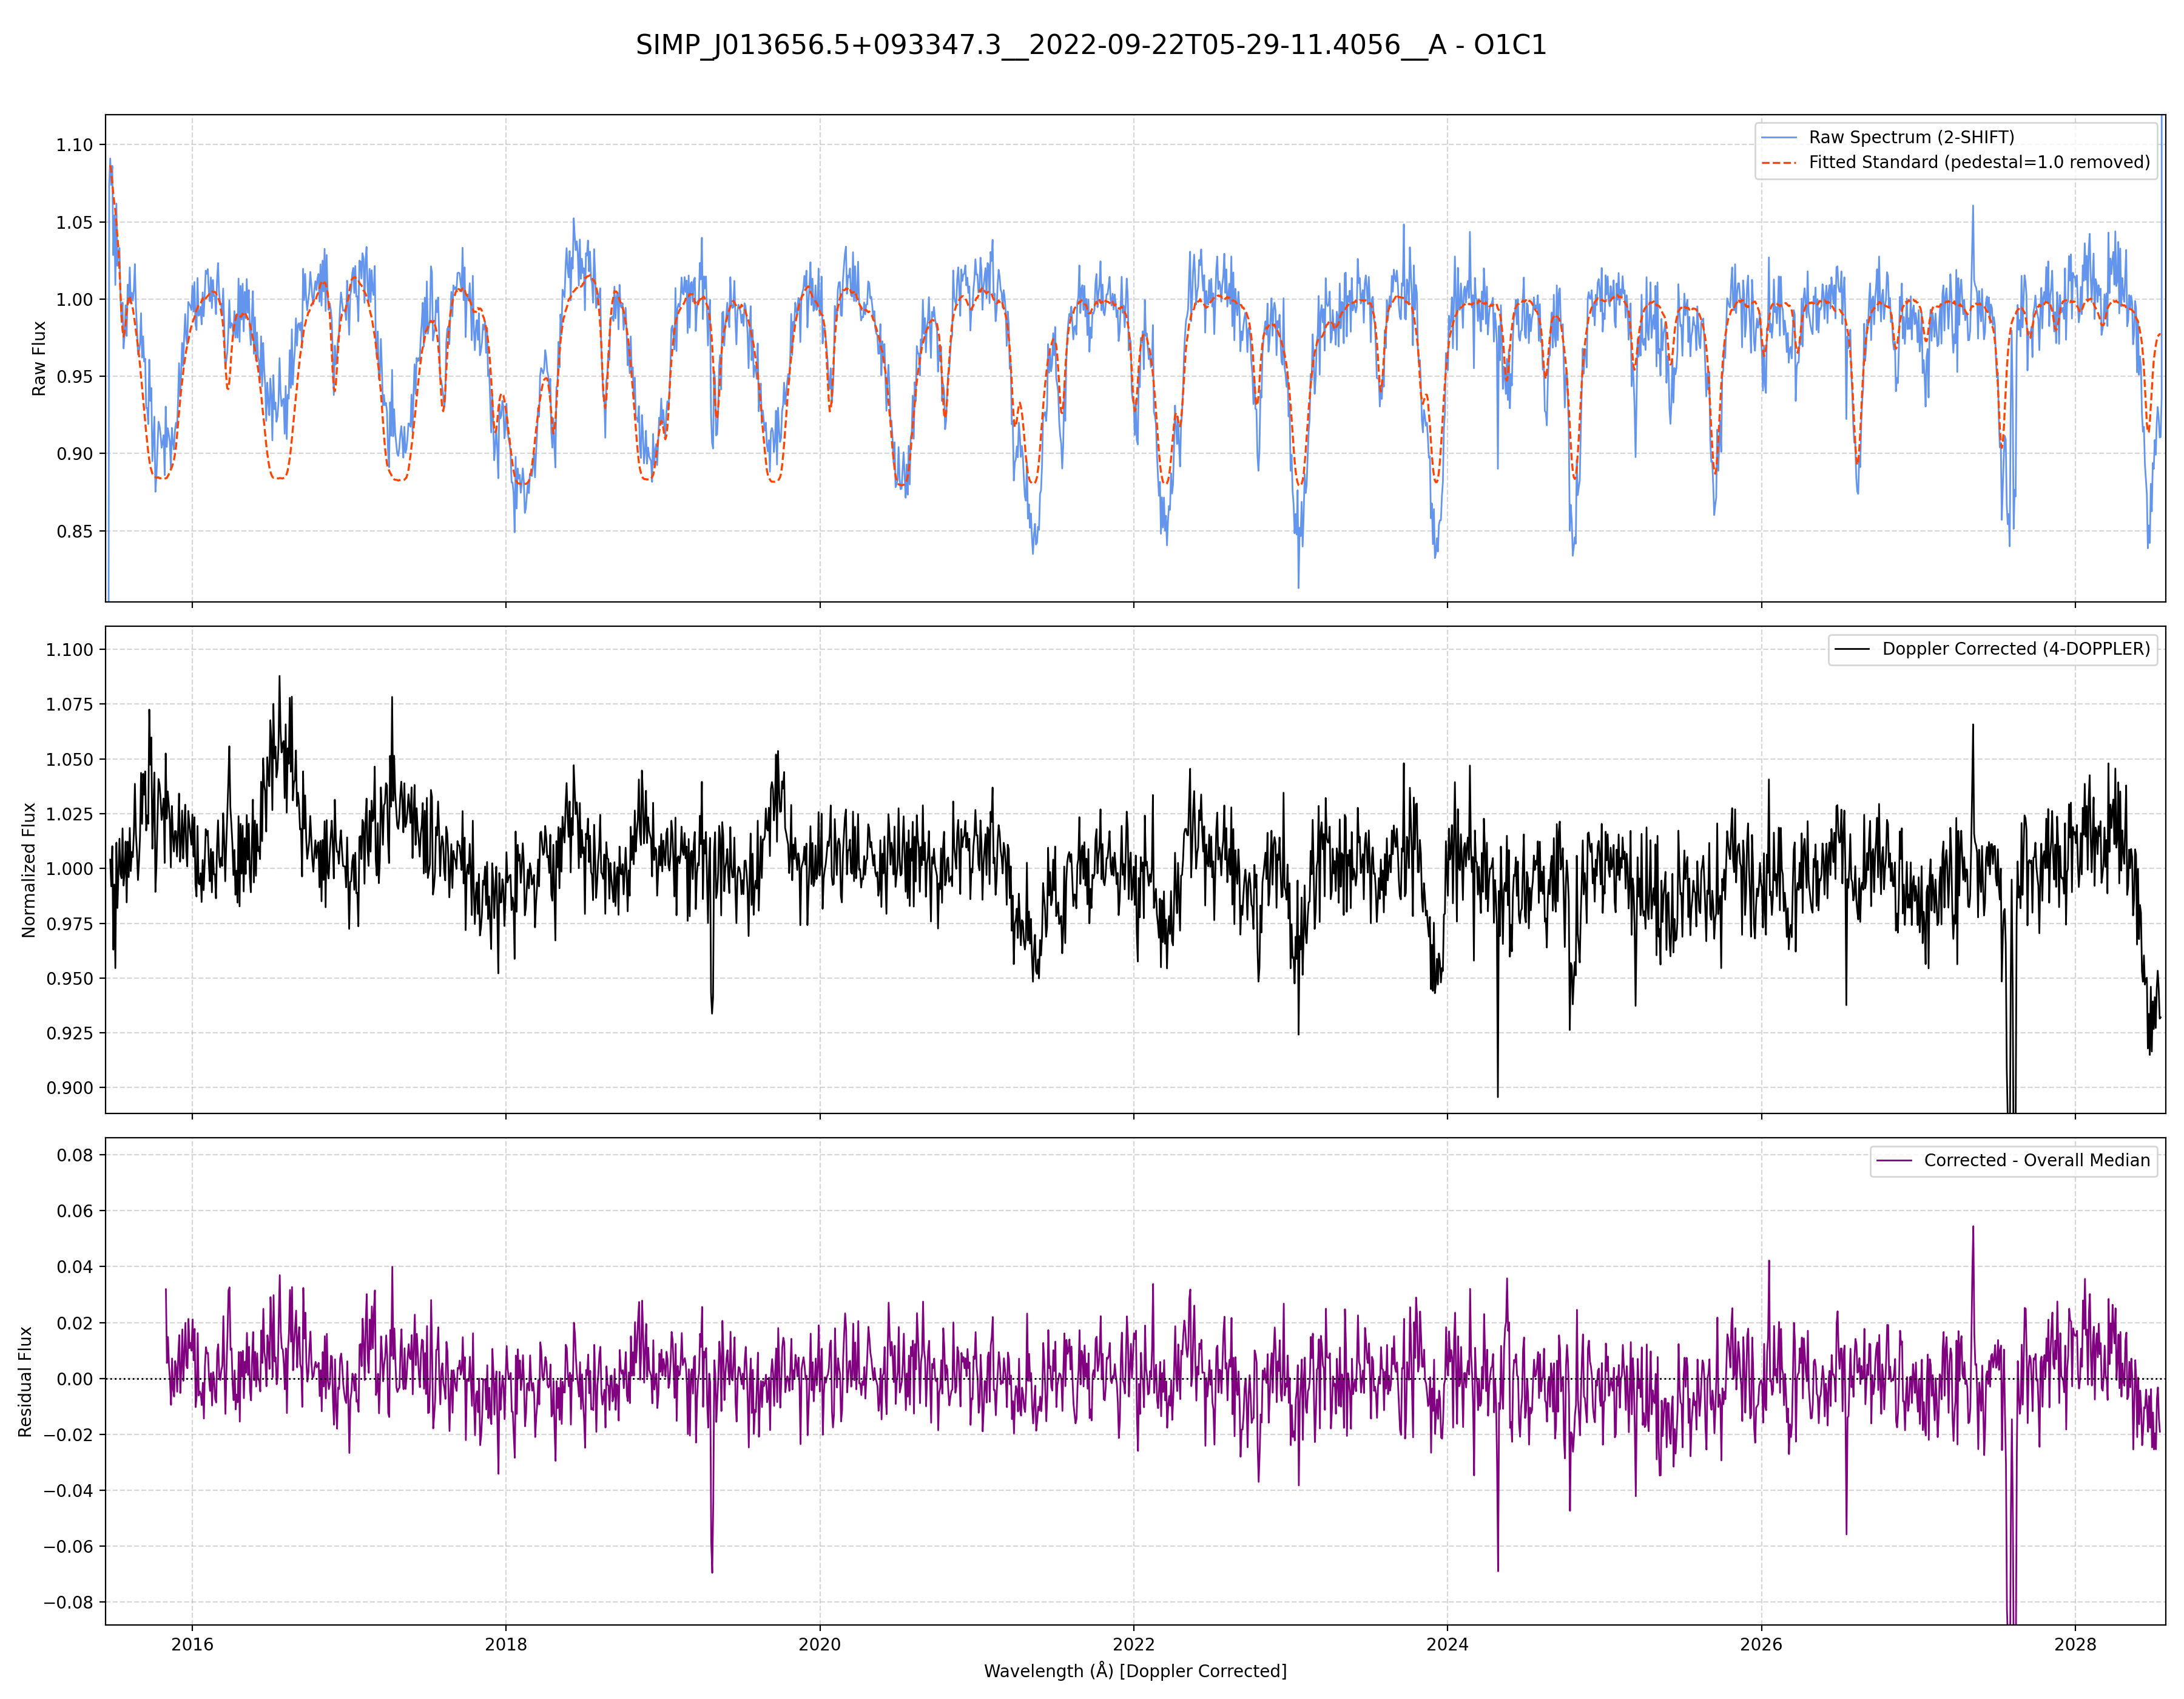 SIMP_J013656.5+093347.3__2022-09-22T05-29-11.4056__A - O1C1
Raw Flux
1.10
1.05
1.00
0.95
0.90
0.85
Raw Spectrum (2-SHIFT)
Fitted Standard (pedestal=1.0 removed)
Normalized Flux
1.100
1.075
1.050
1.025
1.000
0.975
0.950
0.925
0.900
Doppler Corrected (4-DOPPLER)
Residual Flux
0.08
0.06
0.04
0.02
0.00
−0.02
−0.04
−0.06
−0.08
Corrected - Overall Median
2016 2018 2020 2022 2024 2026 2028
Wavelength (Å) [Doppler Corrected]